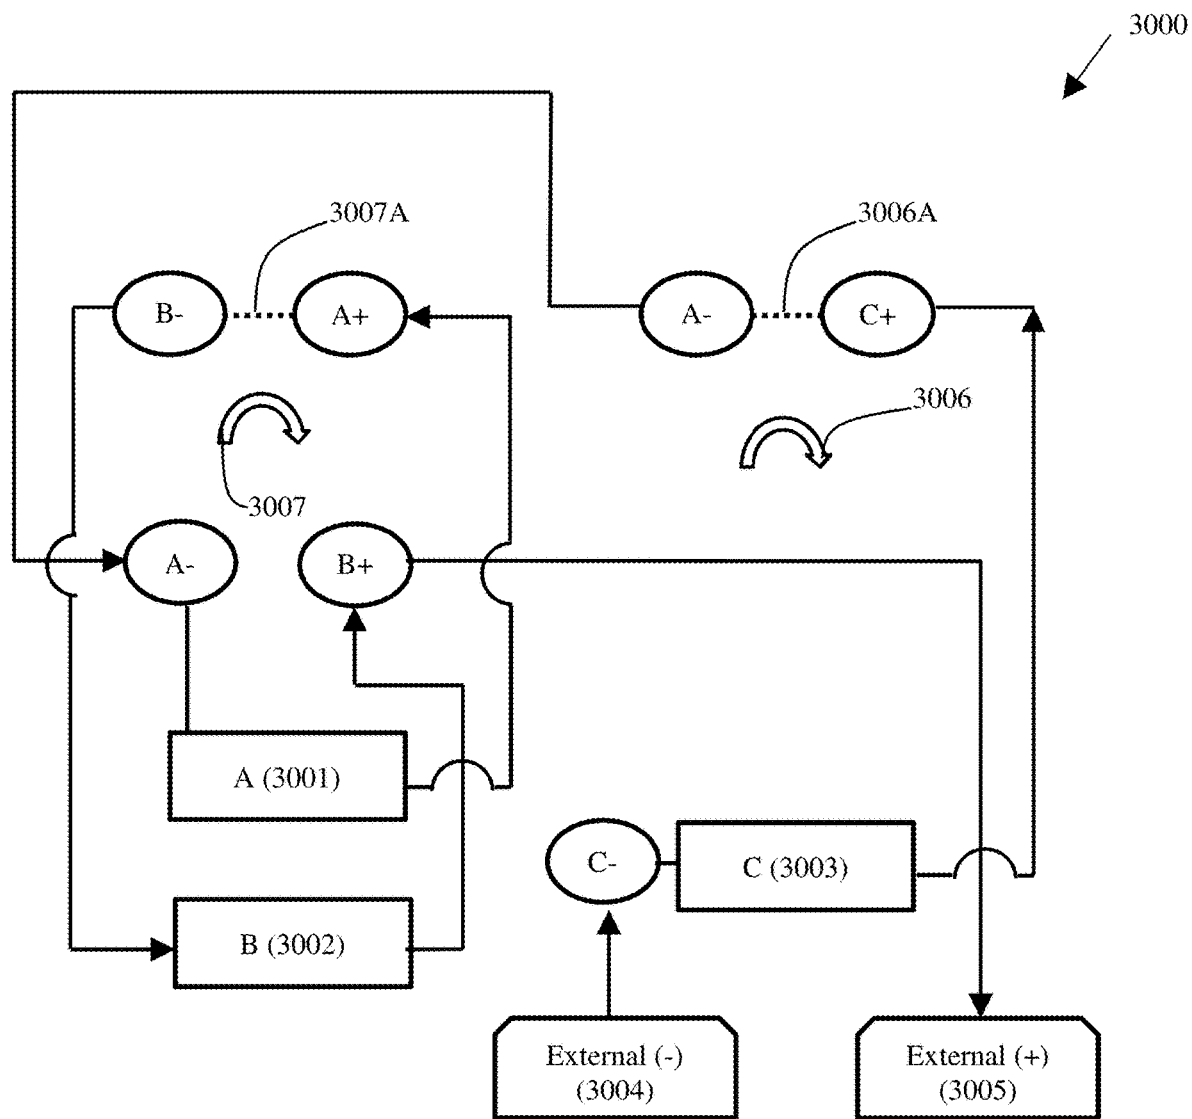 3000
3007A
3006A
B-
A+
A-
C+
3006
3007
A-
B+
A (3001)
C-
C (3003)
B (3002)
External (-)
(3004)
External (+)
(3005)